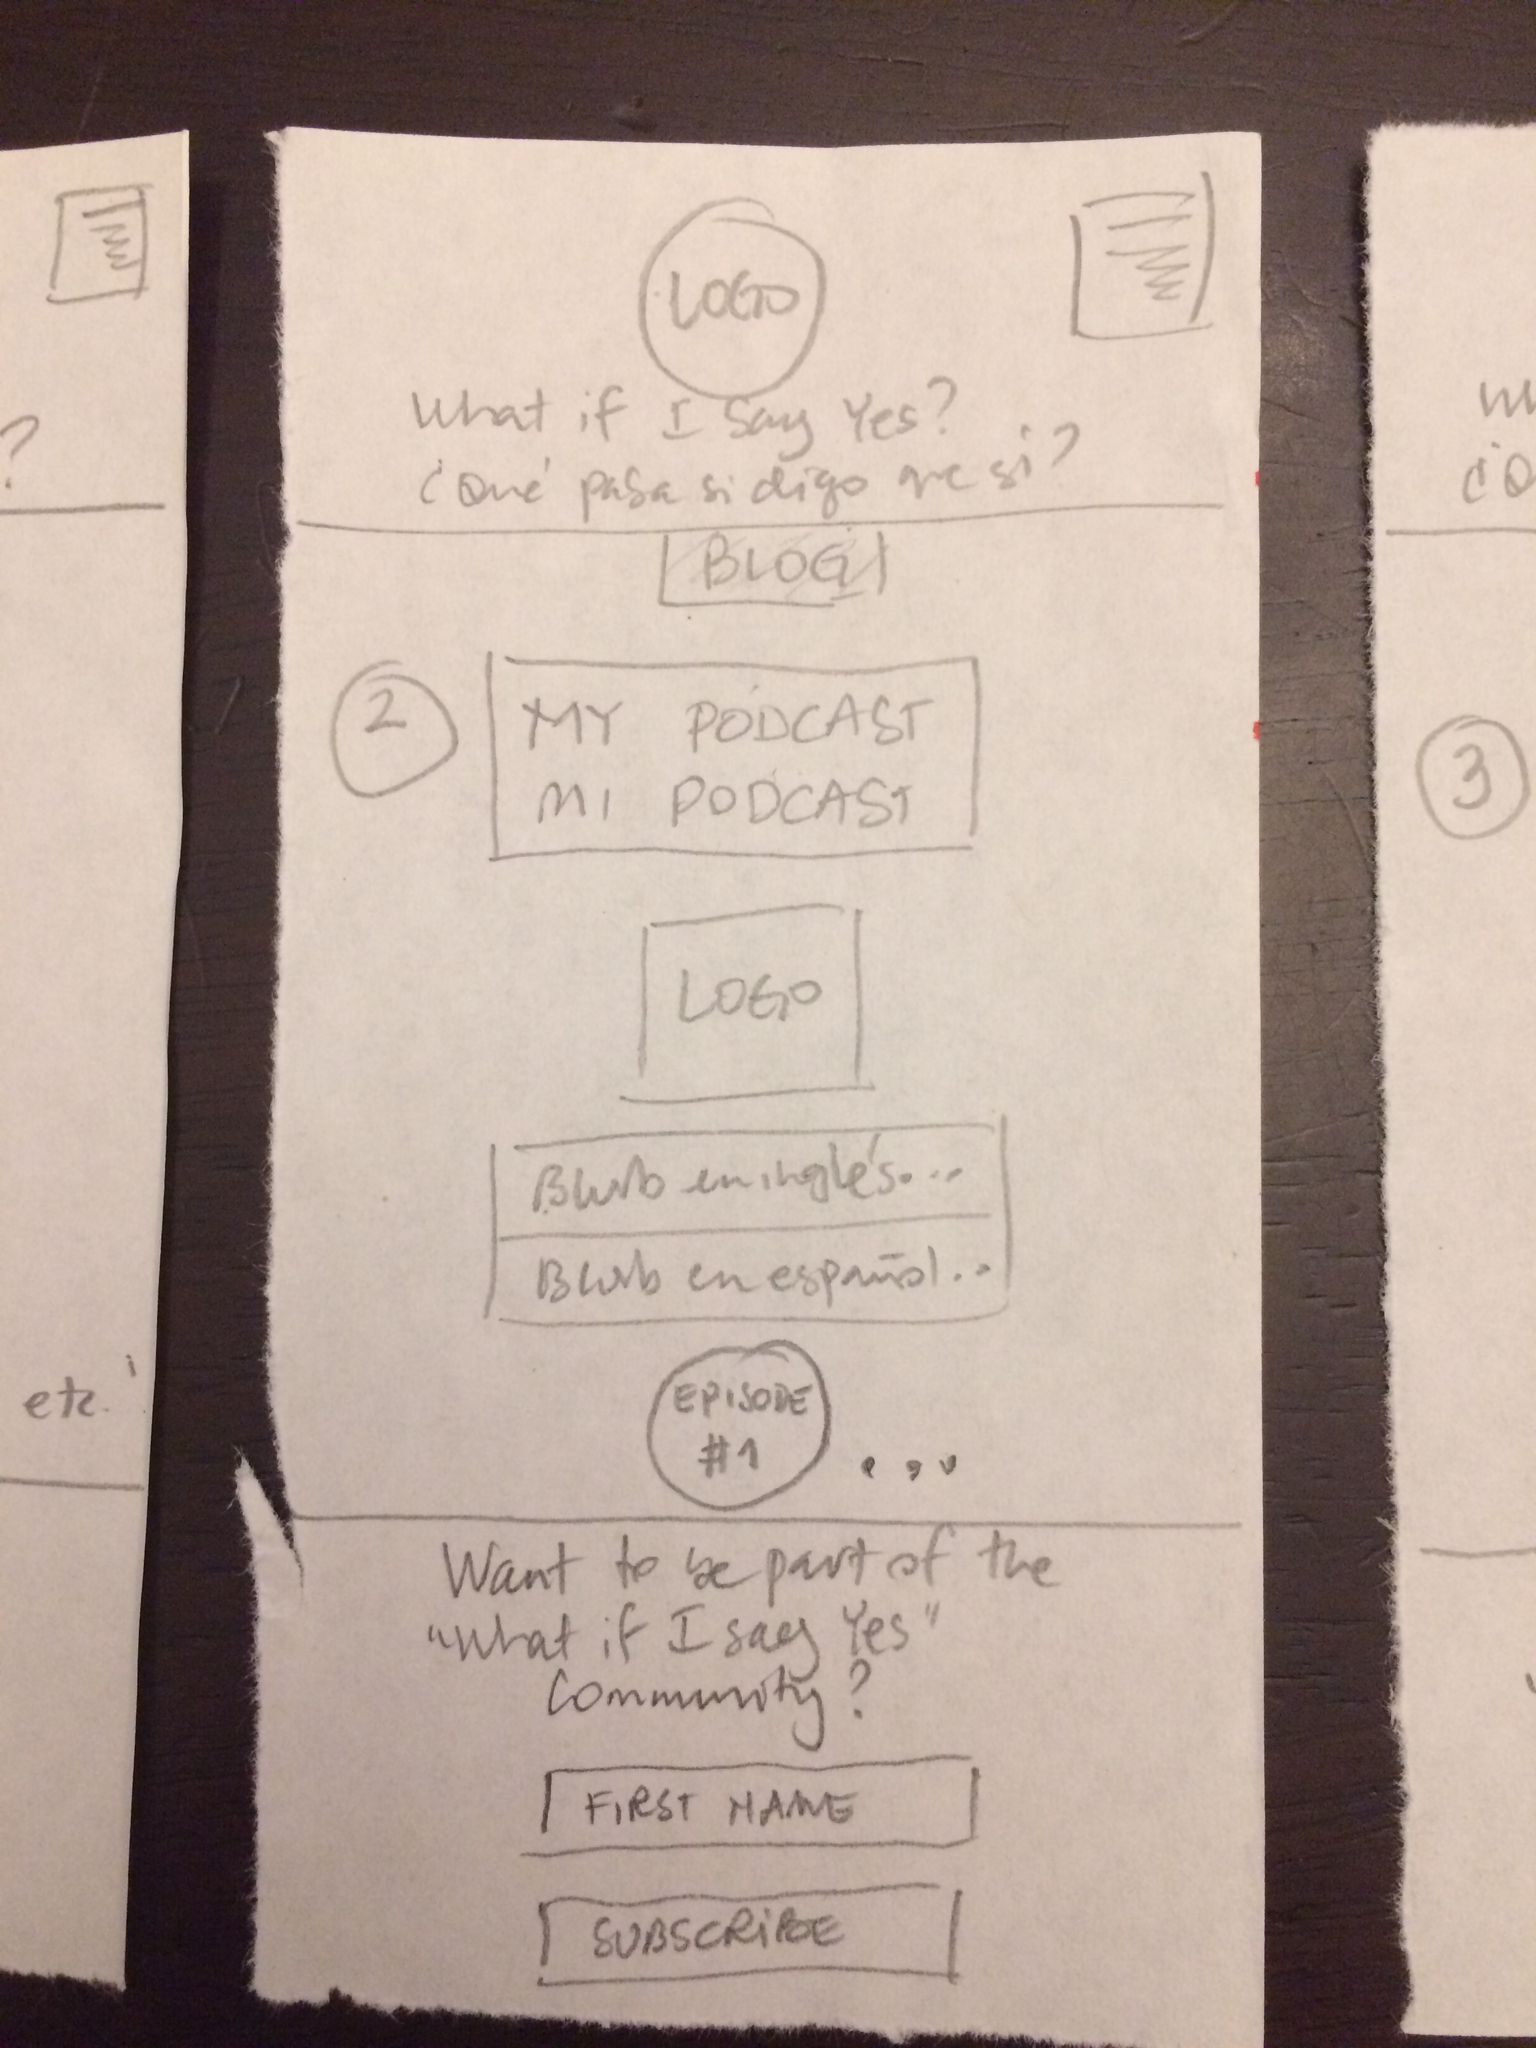 LOGO
What if I say Yes?
¿Qué pasa si digo que si?
BLOG
2
MY PODCAST
MI PODCAST
LOGO
Blurb en inglés...
Blurb en español..
EPISODE
#1 ...
Want to be part of the
"What if I say Yes"
Community?
FIRST NAME
SUBSCRIBE
?
etc.
3